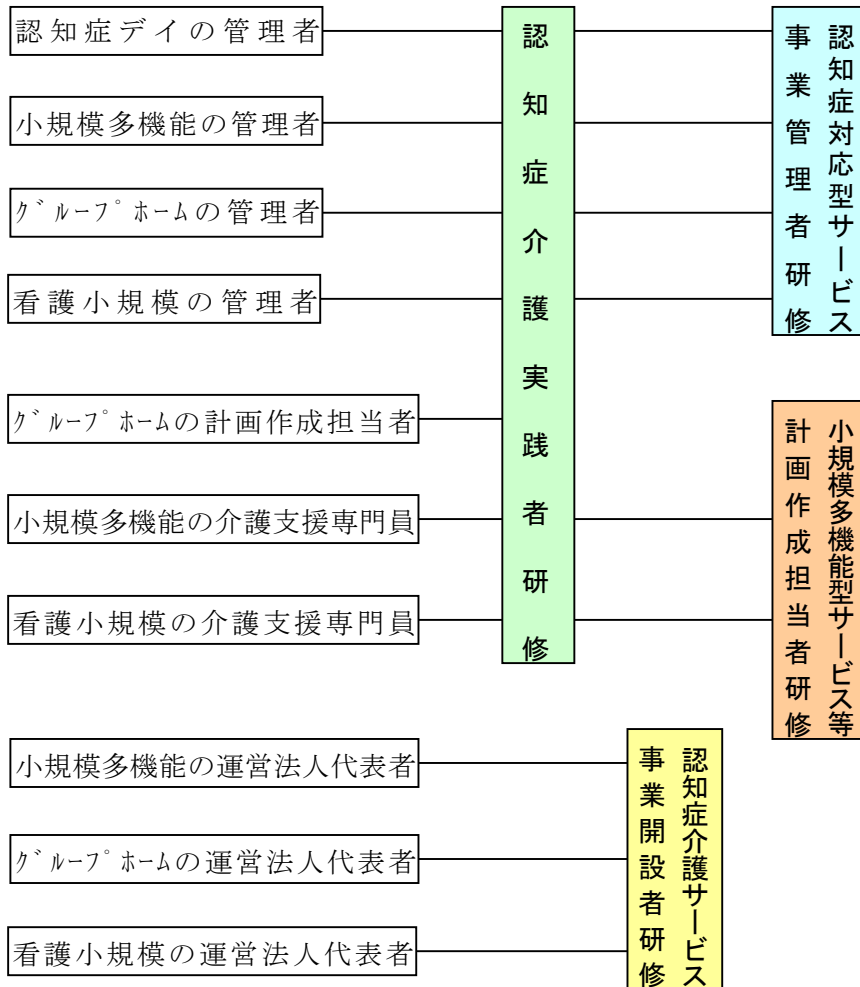 認知症デイの管理者
小規模多機能の管理者
ｸﾞﾙｰﾌﾟﾎｰﾑの管理者
看護小規模の管理者
ｸﾞﾙｰﾌﾟﾎｰﾑの計画作成担当者
小規模多機能の介護支援専門員
看護小規模の介護支援専門員
小規模多機能の運営法人代表者
ｸﾞﾙｰﾌﾟﾎｰﾑの運営法人代表者
看護小規模の運営法人代表者
認知症介護実践者研修
認知症対応型サービス
事業管理者研修
小規模多機能型サービス等
計画作成担当者研修
認知症介護サービス
事業開設者研修